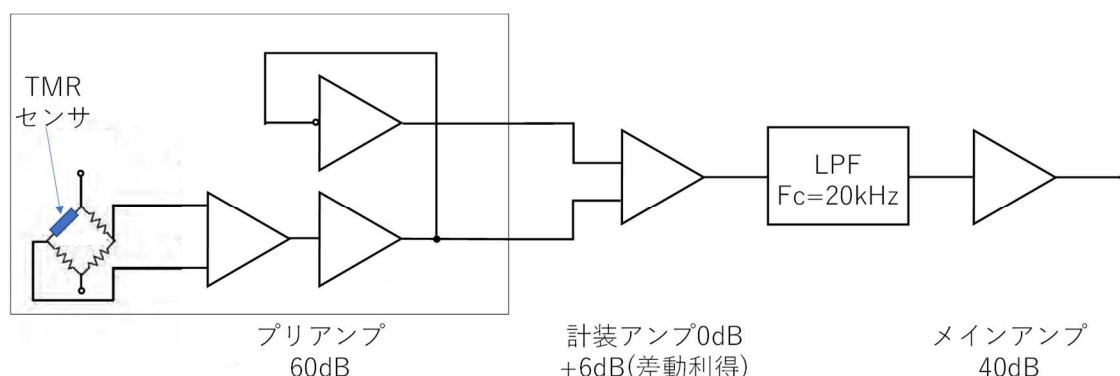 TMR
センサ
LPF
Fc=20kHz
プリアンプ
60dB
計装アンプ0dB
+6dB(差動利得)
メインアンプ
40dB